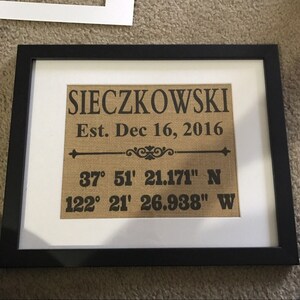 SIECZKOWSKI
Est. Dec 16, 2016
37° 51' 21.171" N
122° 21' 26.938" W